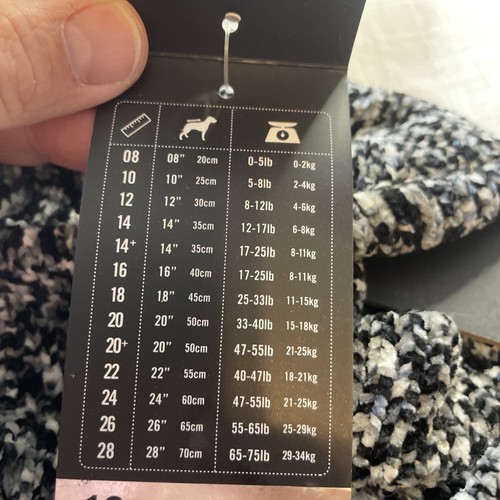 08 08" 20cm 0-5lb 0-2kg
10 10" 25cm 5-8lb 2-4kg
12 12" 30cm 8-12lb 4-6kg
14 14" 35cm 12-17lb 6-8kg
14+ 14" 35cm 17-25lb 8-11kg
16 16" 40cm 17-25lb 8-11kg
18 18" 45cm 25-33lb 11-15kg
20 20" 50cm 33-40lb 15-18kg
20+ 20" 50cm 47-55lb 21-25kg
22 22" 55cm 40-47lb 18-21kg
24 24" 60cm 47-55lb 21-25kg
26 26" 65cm 55-65lb 25-29kg
28 28" 70cm 65-75lb 29-34kg